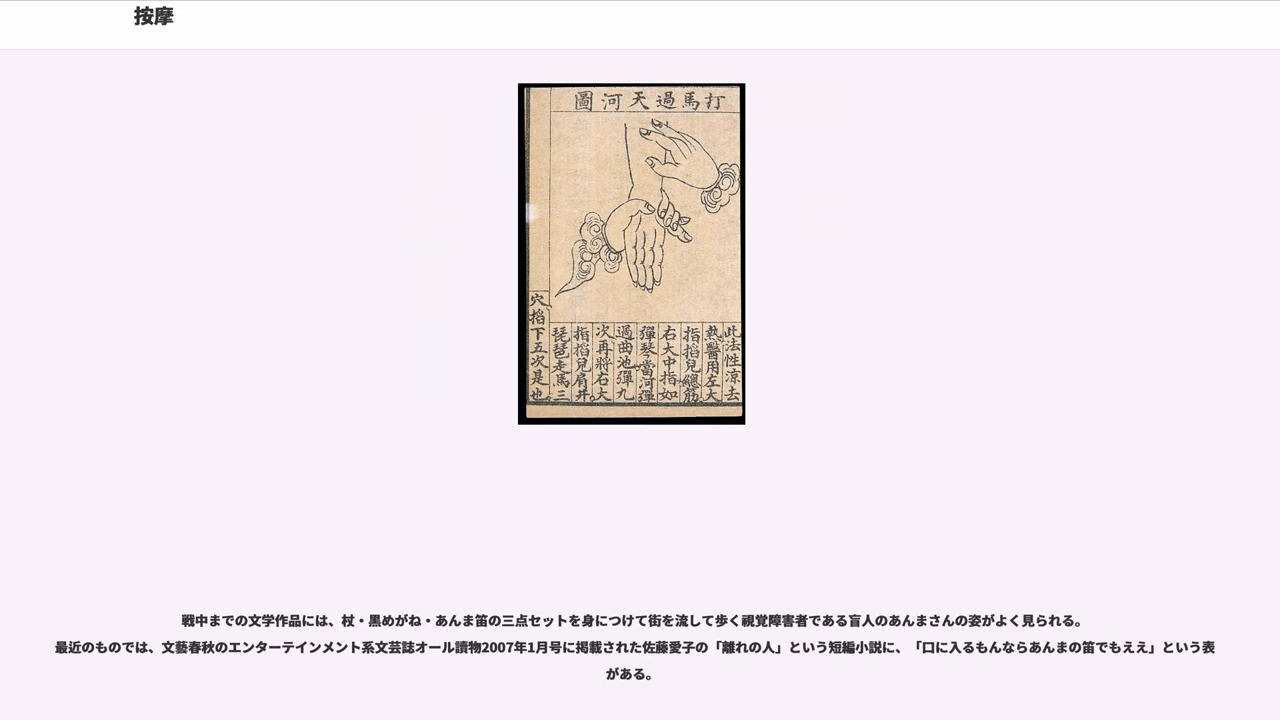 按摩
打馬過天河圖
此法性涼去
熱醫用左大
指掐兒總筋
右大中指如
彈琴當河彈
過曲池彈九
次再將右大
指掐兒肩井
琵琶走馬三
穴掐下五次是也
戦中までの文学作品には、杖・黒めがね・あんま笛の三点セットを身につけて街を流して歩く視覚障害者である盲人のあんまさんの姿がよく見られる。
最近のものでは、文藝春秋のエンターテインメント系文芸誌オール讀物2007年1月号に掲載された佐藤愛子の「離れの人」という短編小説に、「口に入るもんならあんまの笛でもええ」という表
がある。